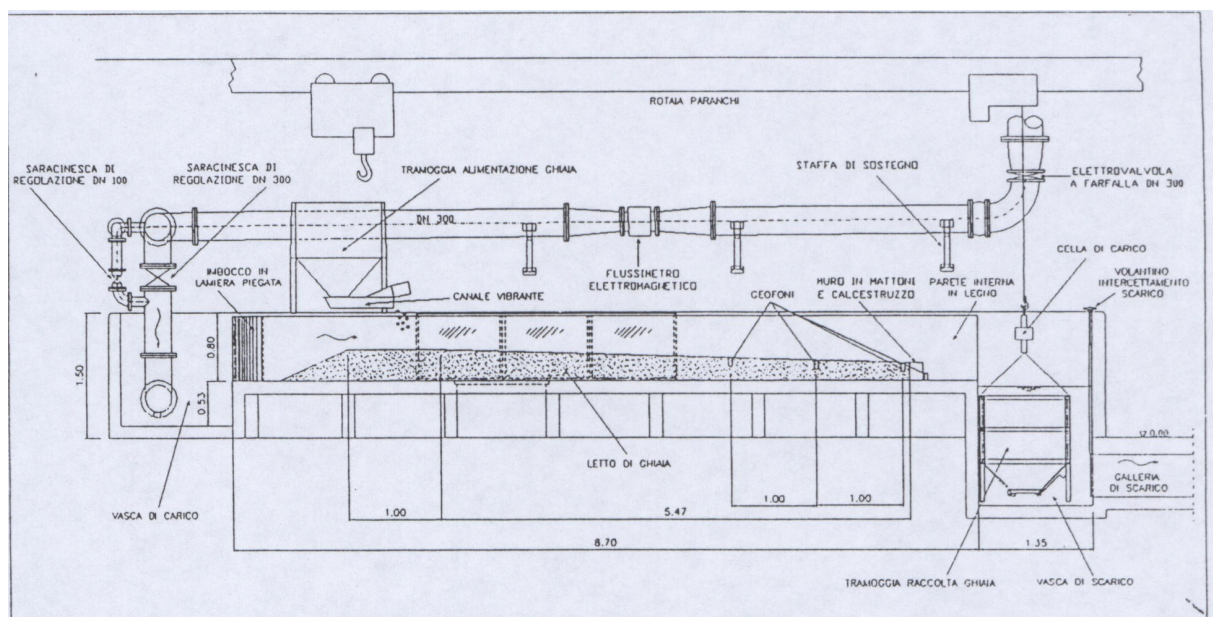 ROTAIA PARANCHI
SARACINESCA DI
REGOLAZIONE DN 100
SARACINESCA DI
REGOLAZIONE DN 300
TRAMOGGIA ALIMENTAZIONE GHIAIA
STAFFA DI SOSTEGNO
ELETTROVALVOLA
A FARFALLA DN 300
DN 300
IMBOCCO IN
LAMIERA PIEGATA
CANALE VIBRANTE
FLUSSIMETRO
ELETTROMAGNETICO
GEOFONI
MURO IN MATTONI
E CALCESTRUZZO
PARETE INTERNA
IN LEGNO
CELLA DI CARICO
VOLANTINO
INTERCETTAMENTO
SCARICO
1.50
0.80
0.53
LETTO DI GHIAIA
0.00
GALLERIA
DI SCARICO
VASCA DI CARICO
1.00
5.47
1.00
1.00
8.70
1.35
TRAMOGGIA RACCOLTA GHIAIA
VASCA DI SCARICO